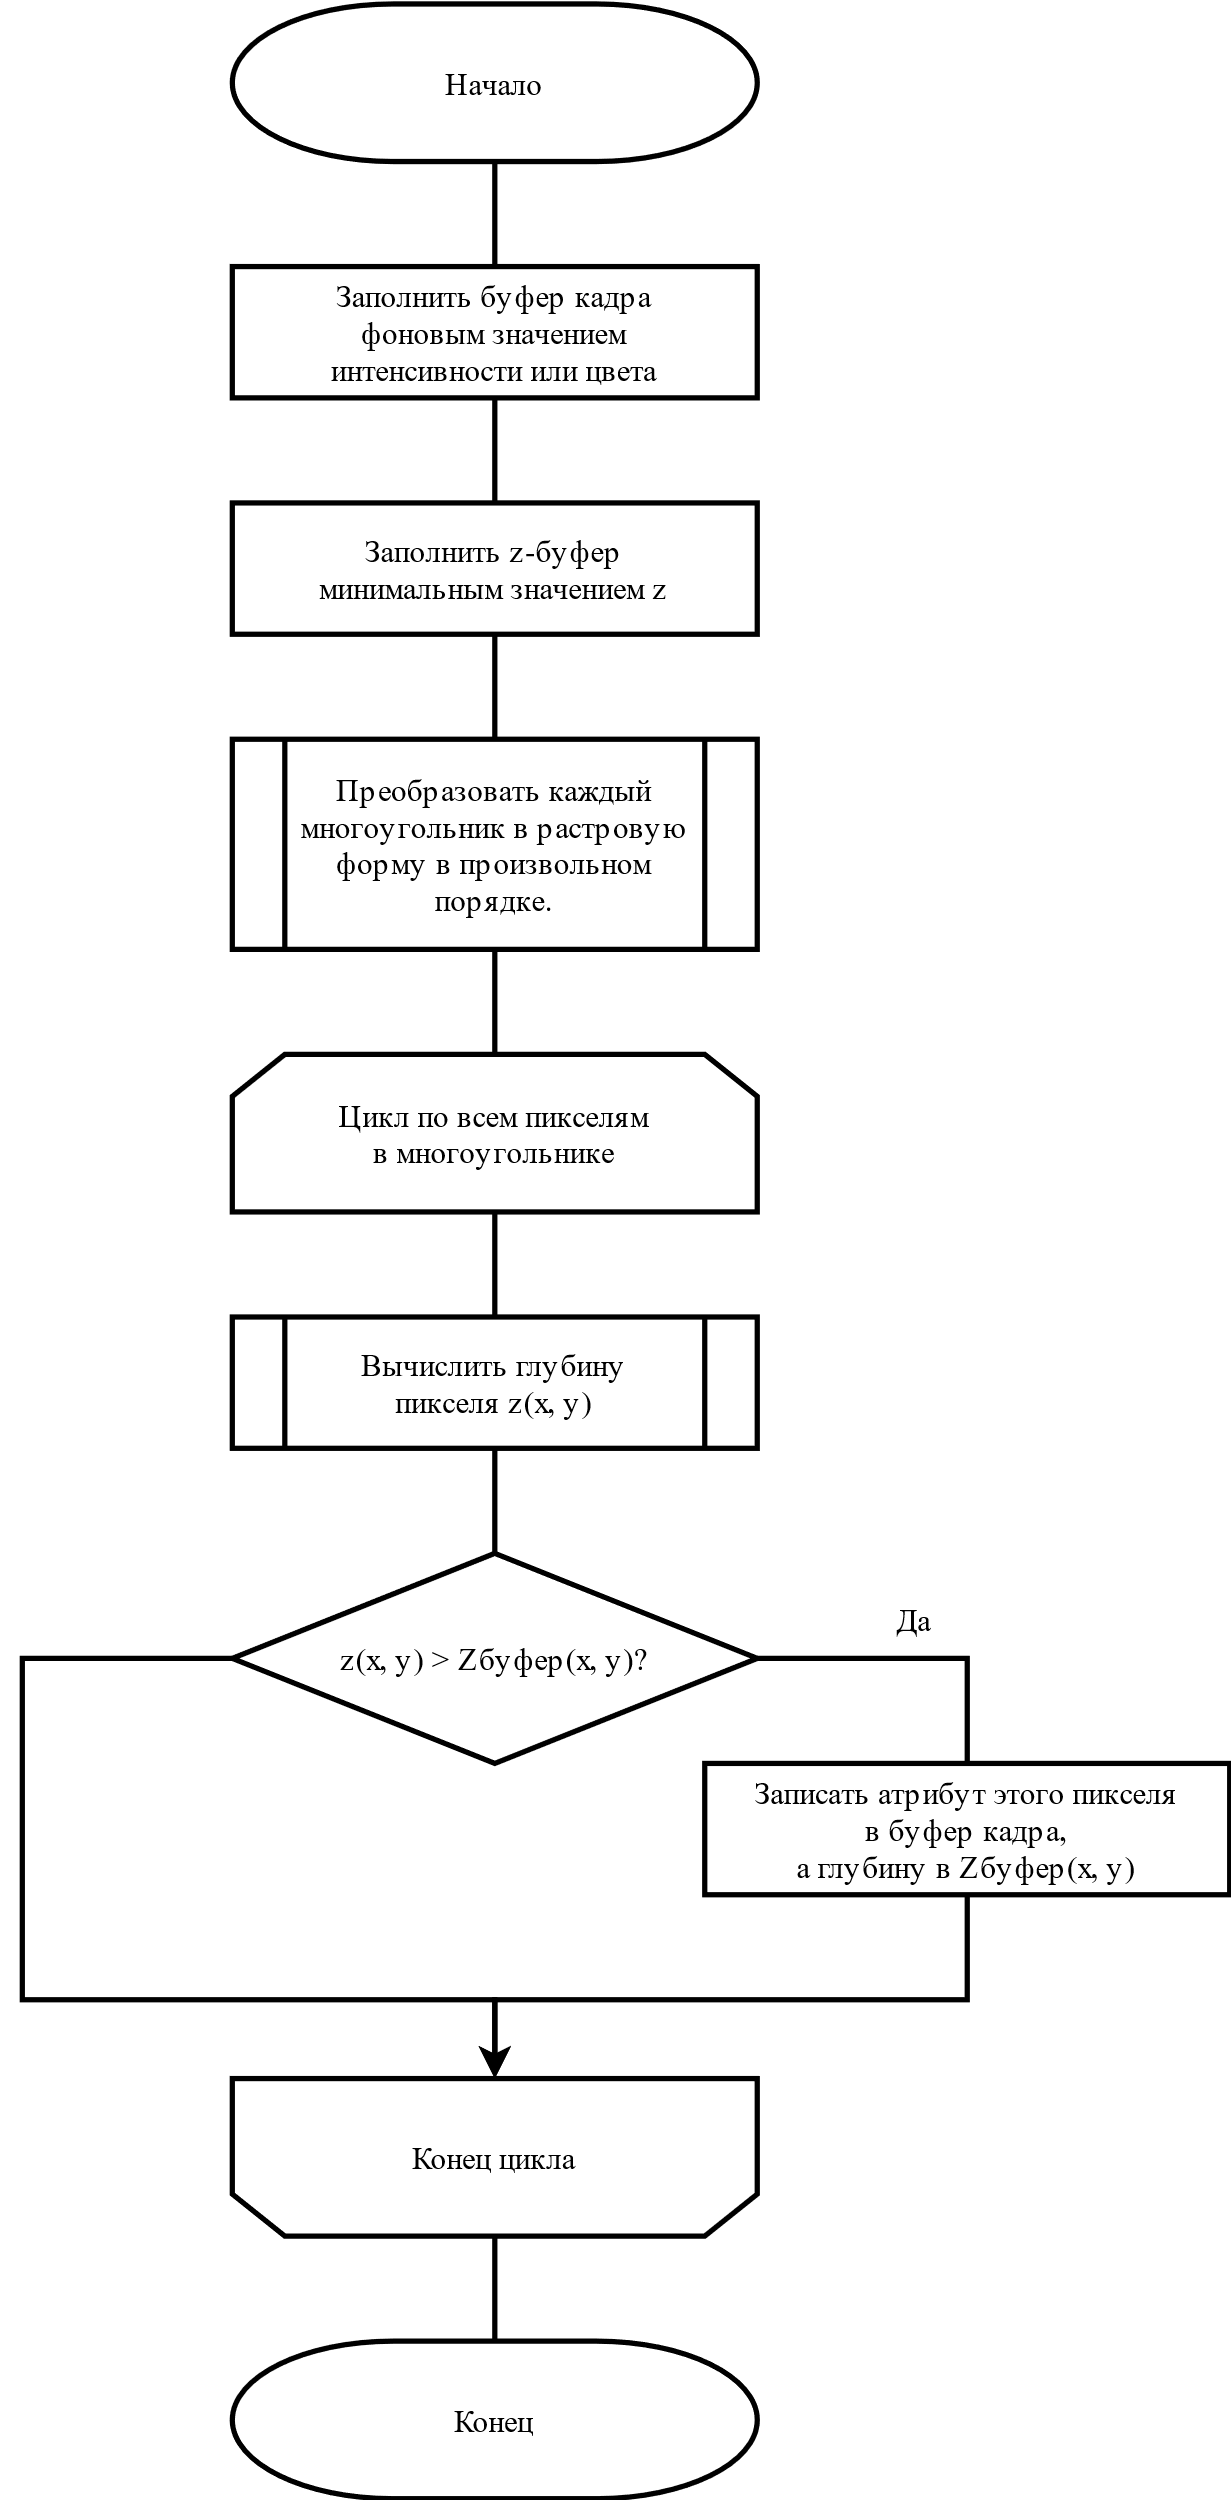 Начало
Заполнить буфер кадра
фоновым значением
интенсивности или цвета
Заполнить z-буфер
минимальным значением z
Преобразовать каждый
многоугольник в растровую
форму в произвольном
порядке.
Цикл по всем пикселям
в многоугольнике
Вычислить глубину
пикселя z(x, y)
z(x, y) > Zбуфер(x, y)?
Да
Записать атрибут этого пикселя
в буфер кадра,
а глубину в Zбуфер(x, y)
Конец цикла
Конец